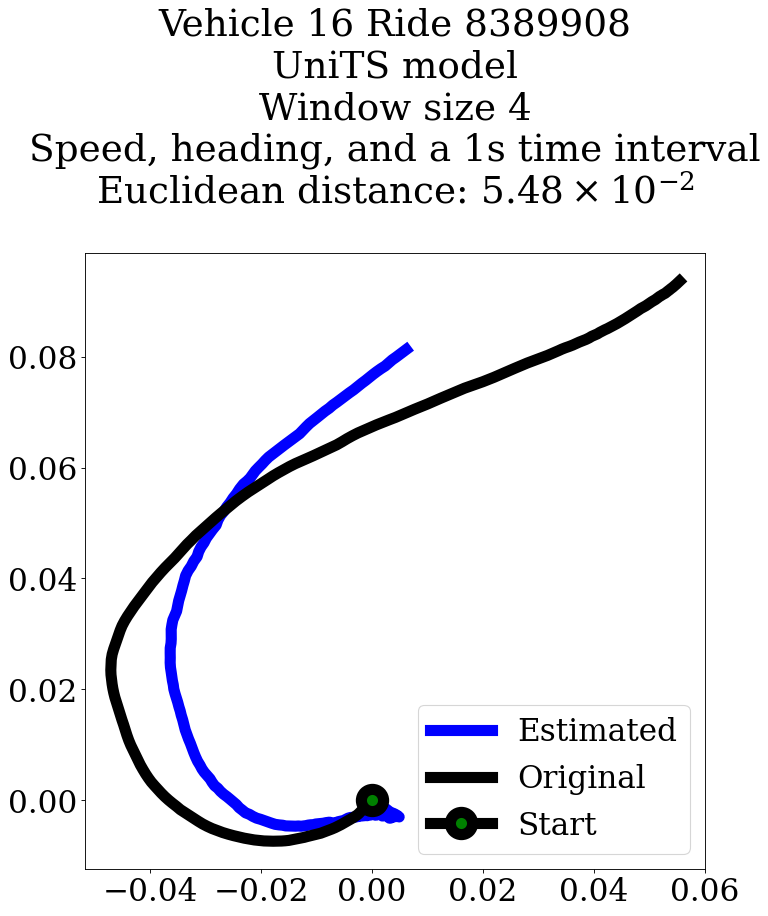 Vehicle 16 Ride 8389908
UniTS model
Window size 4
Speed, heading, and a 1s time interval
Euclidean distance: 5.48 × 10⁻²
0.08
0.06
0.04
0.02
0.00
Estimated
Original
Start
−0.04 −0.02 0.00 0.02 0.04 0.06